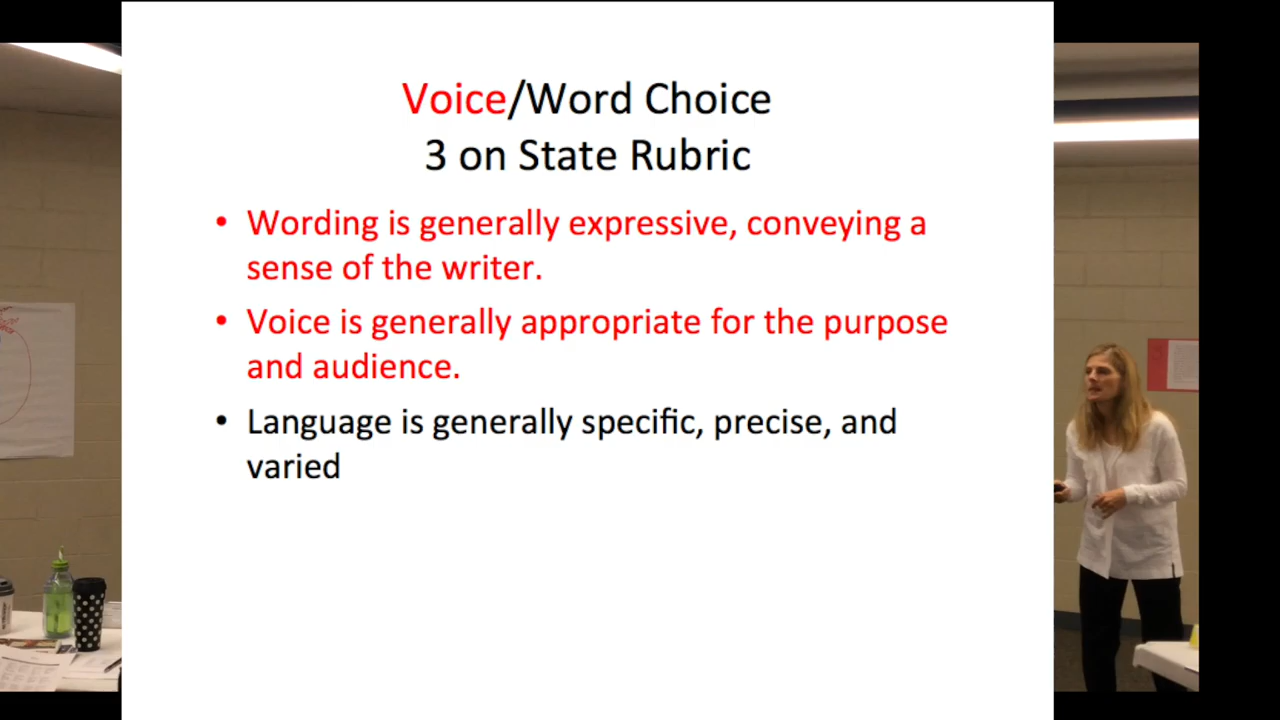 Voice/Word Choice
3 on State Rubric
• Wording is generally expressive, conveying a
sense of the writer.
• Voice is generally appropriate for the purpose
and audience.
• Language is generally specific, precise, and
varied